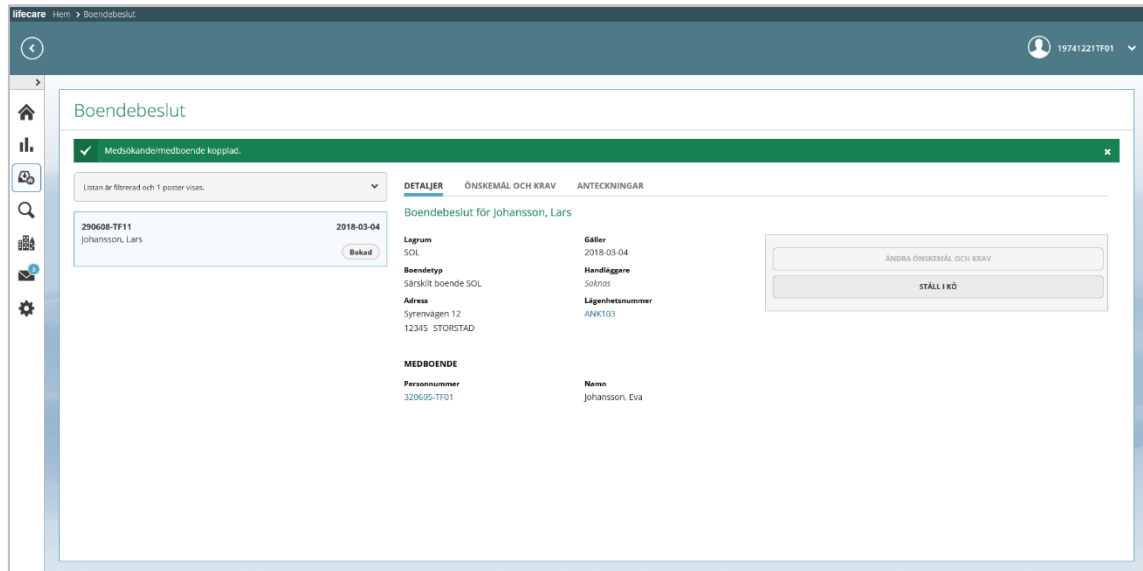 lifecare Hem > Boendebeslut
19741221TF01
Boendebeslut
Medsökande/medboende kopplad.
Listan är filtrerad och 1 poster visas.
290608-TF11 2018-03-04
Johansson, Lars
Bokad
DETALJER ÖNSKEMÅL OCH KRAV ANTECKNINGAR
Boendebeslut för Johansson, Lars
Lagrum Gäller
SOL 2018-03-04
Boendetyp Handläggare
Särskilt boende SOL Saknas
Adress Lägenhetsnummer
Syrenvägen 12 ANK103
12345 STORSTAD
MEDBOENDE
Personnummer Namn
320605-TF01 Johansson, Eva
ÄNDRA ÖNSKEMÅL OCH KRAV
STÄLL I KÖ
3